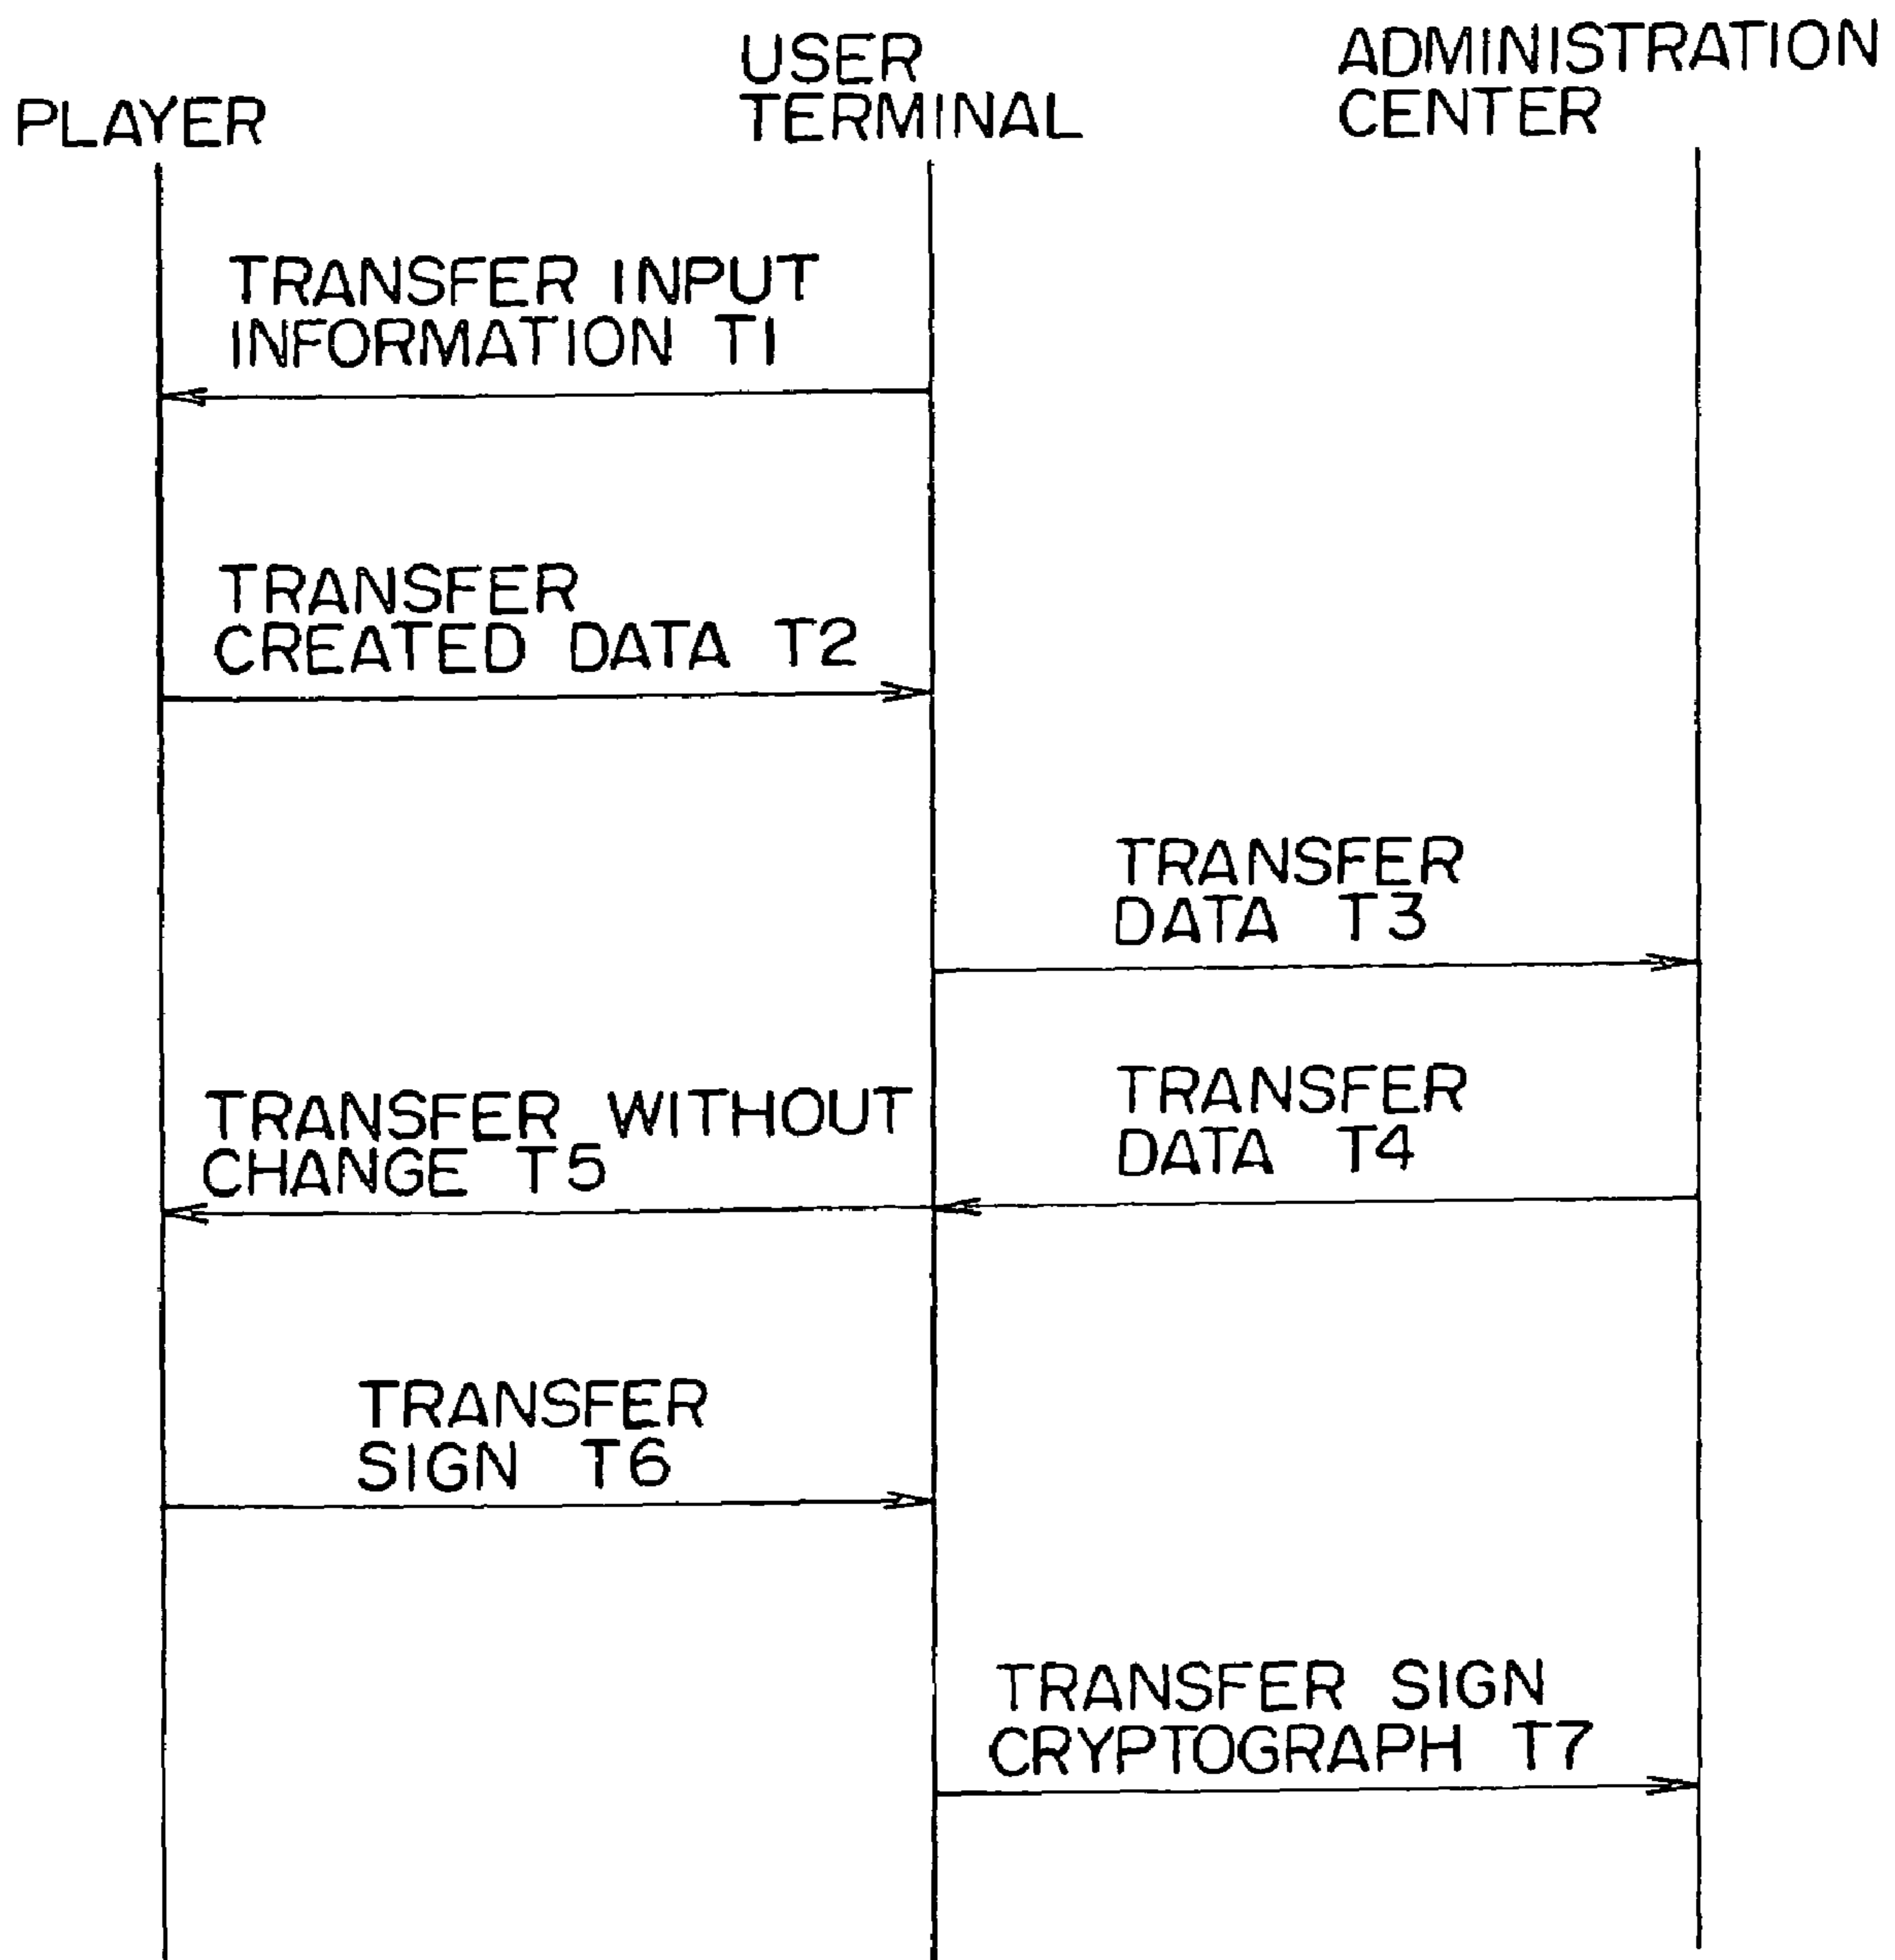 PLAYER
USER
TERMINAL
ADMINISTRATION
CENTER
TRANSFER INPUT
INFORMATION T1
TRANSFER
CREATED DATA T2
TRANSFER
DATA T3
TRANSFER WITHOUT
CHANGE T5
TRANSFER
DATA T4
TRANSFER
SIGN T6
TRANSFER SIGN
CRYPTOGRAPH T7